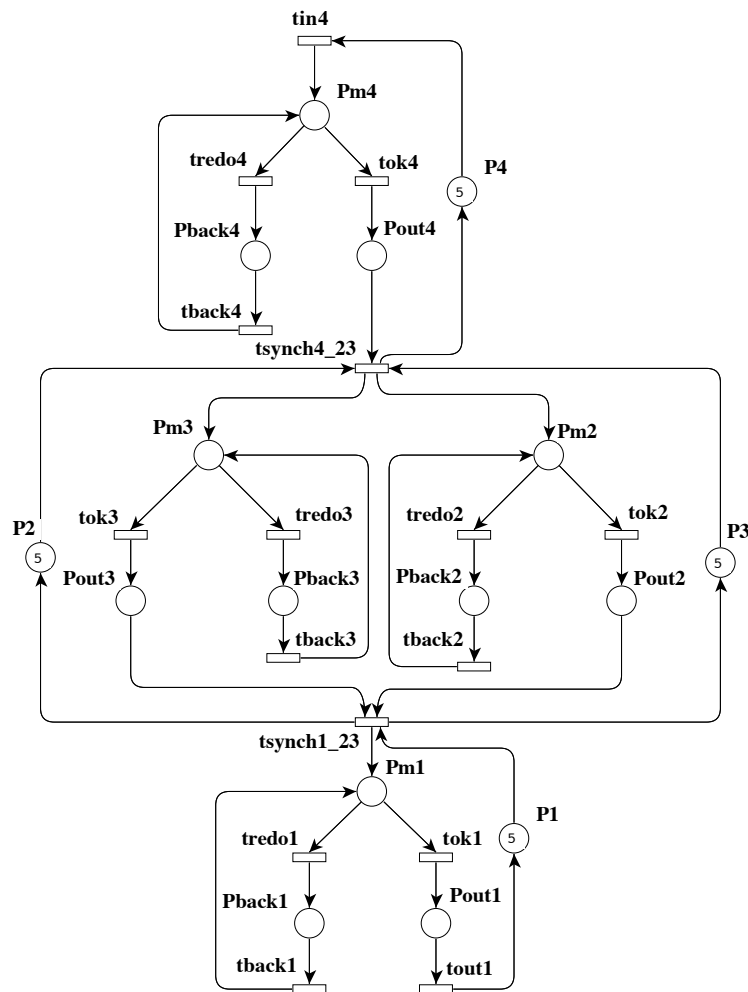 tin4
Pm4
tredo4
tok4
P4
5
Pback4
Pout4
tback4
tsynch4_23
Pm3
Pm2
tok3
tredo3
tredo2
tok2
P2
P3
5
5
Pout3
Pback3
Pback2
Pout2
tback3
tback2
tsynch1_23
Pm1
P1
tredo1
tok1
5
Pback1
Pout1
tback1
tout1